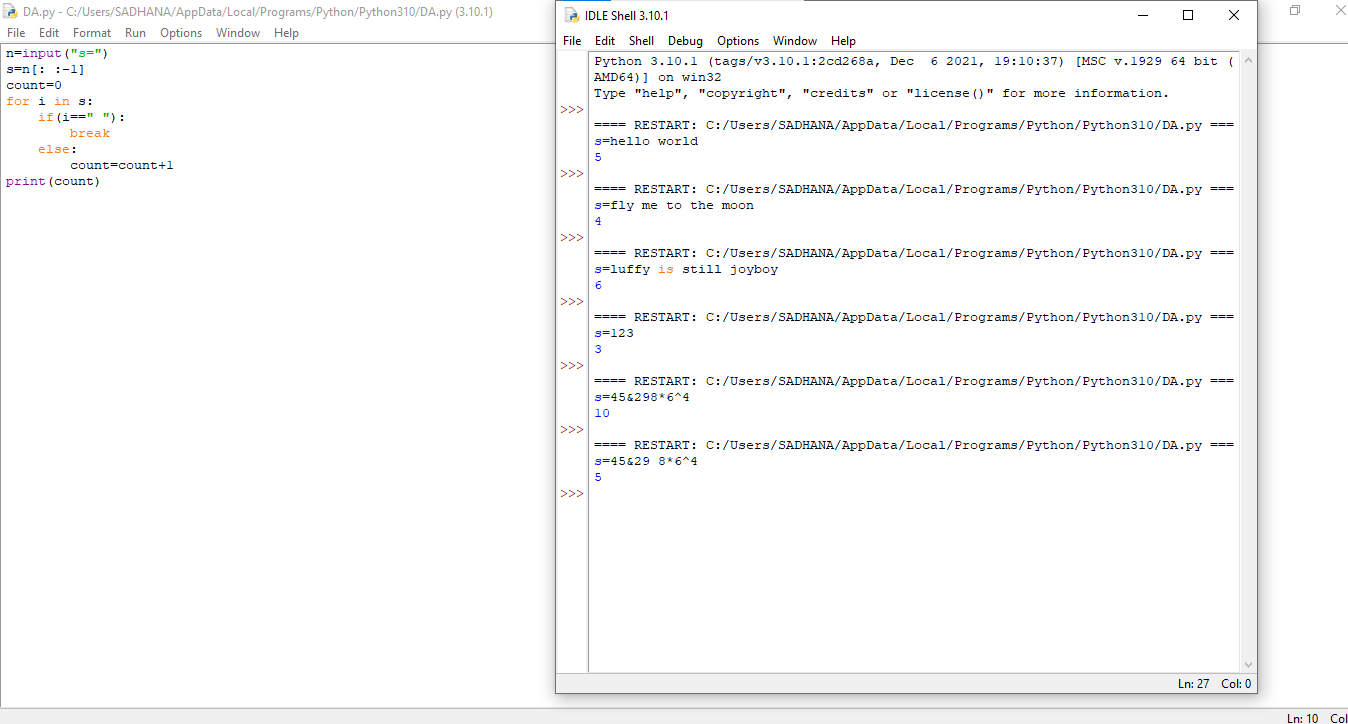 DA.py - C:/Users/SADHANA/AppData/Local/Programs/Python/Python310/DA.py (3.10.1)
File Edit Format Run Options Window Help
n=input("s=")
s=n[: :-1]
count=0
for i in s:
    if(i==" "):
        break
    else:
        count=count+1
print(count)
Ln: 10 Col
IDLE Shell 3.10.1
File Edit Shell Debug Options Window Help
Python 3.10.1 (tags/v3.10.1:2cd268a, Dec  6 2021, 19:10:37) [MSC v.1929 64 bit (
AMD64)] on win32
Type "help", "copyright", "credits" or "license()" for more information.
>>>
==== RESTART: C:/Users/SADHANA/AppData/Local/Programs/Python/Python310/DA.py ===
s=hello world
5
>>>
==== RESTART: C:/Users/SADHANA/AppData/Local/Programs/Python/Python310/DA.py ===
s=fly me to the moon
4
>>>
==== RESTART: C:/Users/SADHANA/AppData/Local/Programs/Python/Python310/DA.py ===
s=luffy is still joyboy
6
>>>
==== RESTART: C:/Users/SADHANA/AppData/Local/Programs/Python/Python310/DA.py ===
s=123
3
>>>
==== RESTART: C:/Users/SADHANA/AppData/Local/Programs/Python/Python310/DA.py ===
s=45&298*6^4
10
>>>
==== RESTART: C:/Users/SADHANA/AppData/Local/Programs/Python/Python310/DA.py ===
s=45&29 8*6^4
5
>>>
Ln: 27 Col: 0